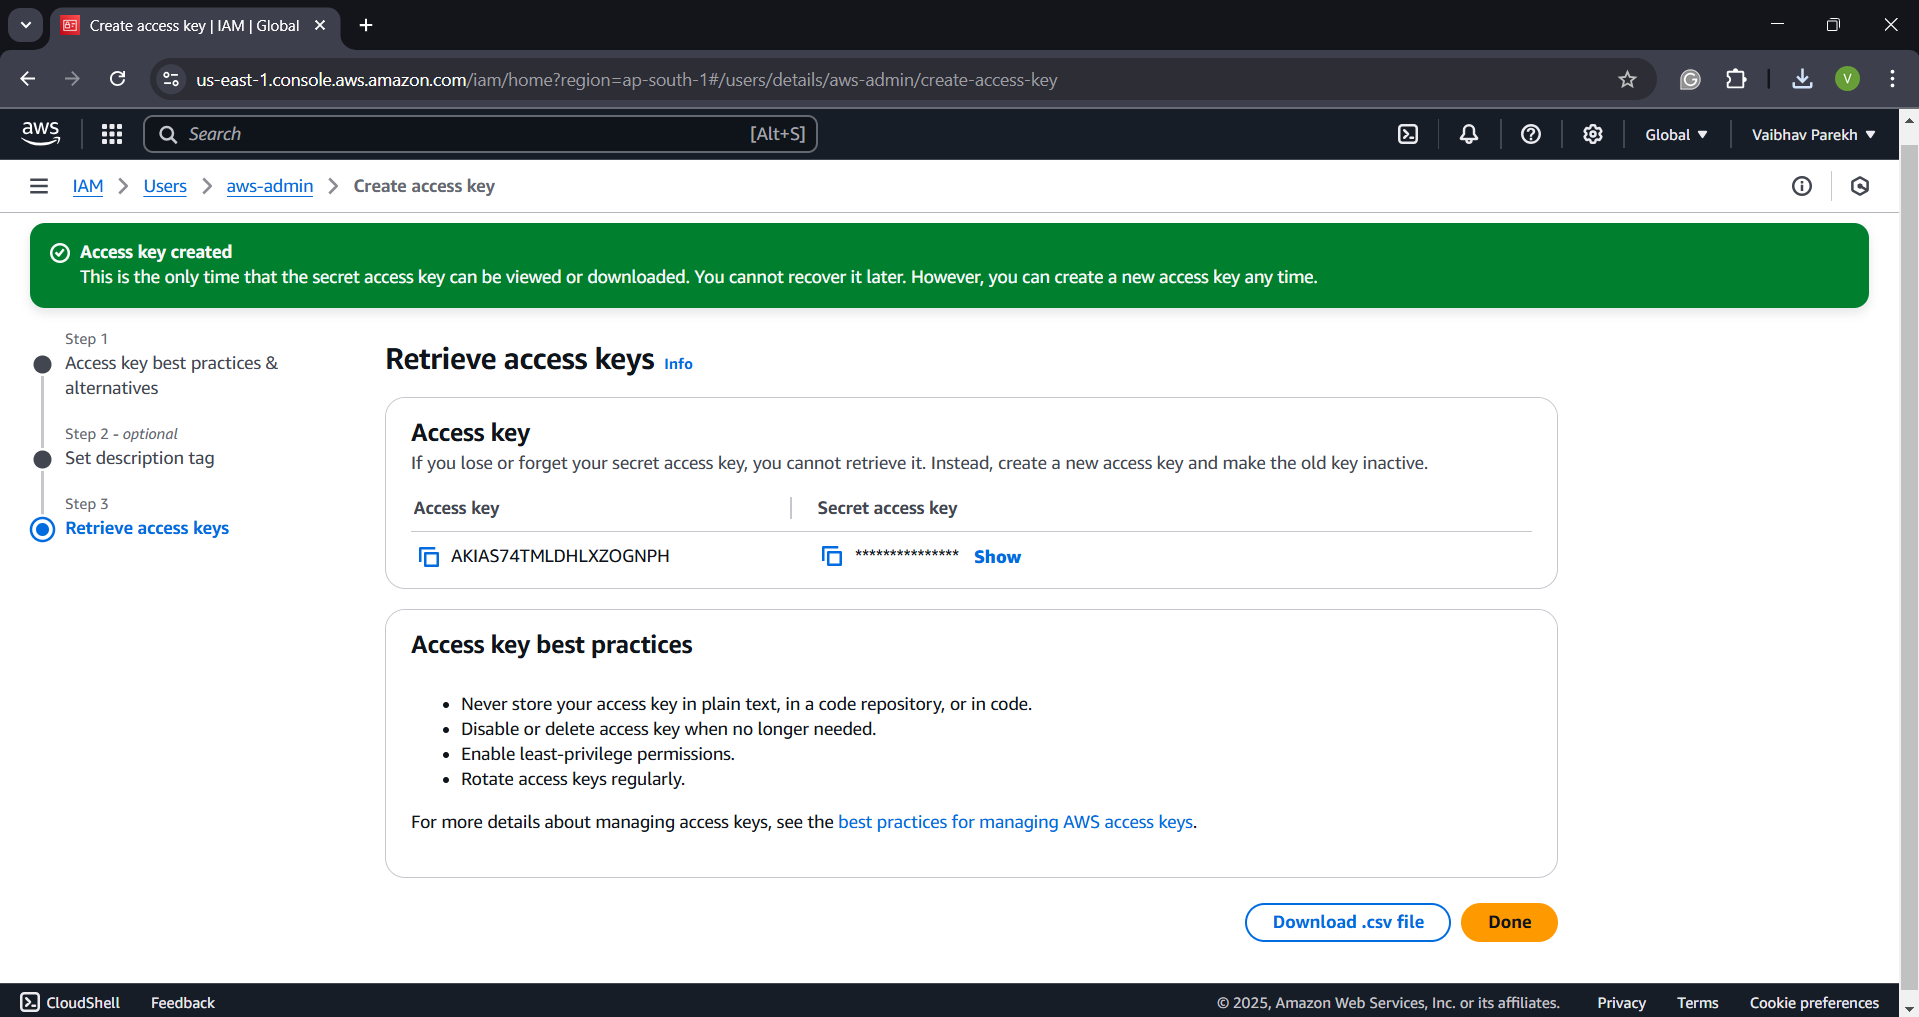 Create access key | IAM | Global
us-east-1.console.aws.amazon.com/iam/home?region=ap-south-1#/users/details/aws-admin/create-access-key
V
aws
Search
[Alt+S]
Global
Vaibhav Parekh
IAM
Users
aws-admin
Create access key
Access key created
This is the only time that the secret access key can be viewed or downloaded. You cannot recover it later. However, you can create a new access key any time.
Step 1
Access key best practices &
alternatives
Step 2 - optional
Set description tag
Step 3
Retrieve access keys
Retrieve access keys Info
Access key
If you lose or forget your secret access key, you cannot retrieve it. Instead, create a new access key and make the old key inactive.
Access key
Secret access key
AKIAS74TMLDHLXZOGNPH
*************** Show
Access key best practices
• Never store your access key in plain text, in a code repository, or in code.
• Disable or delete access key when no longer needed.
• Enable least-privilege permissions.
• Rotate access keys regularly.
For more details about managing access keys, see the best practices for managing AWS access keys.
Download .csv file
Done
CloudShell
Feedback
© 2025, Amazon Web Services, Inc. or its affiliates.
Privacy
Terms
Cookie preferences